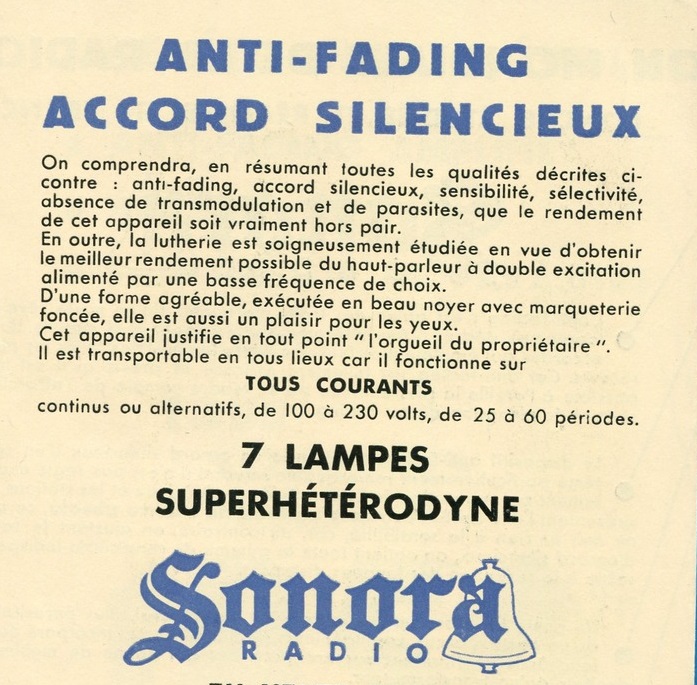 ANTI-FADING
ACCORD SILENCIEUX
On comprendra, en résumant toutes les qualités décrites ci-
contre : anti-fading, accord silencieux, sensibilité, sélectivité,
absence de transmodulation et de parasites, que le rendement
de cet appareil soit vraiment hors pair.
En outre, la lutherie est soigneusement étudiée en vue d'obtenir
le meilleur rendement possible du haut-parleur à double excitation
alimenté par une basse fréquence de choix.
D'une forme agréable, exécutée en beau noyer avec marqueterie
foncée, elle est aussi un plaisir pour les yeux.
Cet appareil justifie en tout point " l'orgueil du propriétaire ".
Il est transportable en tous lieux car il fonctionne sur
TOUS COURANTS
continus ou alternatifs, de 100 à 230 volts, de 25 à 60 périodes.
7 LAMPES
SUPERHÉTÉRODYNE
Sonora
RADIO